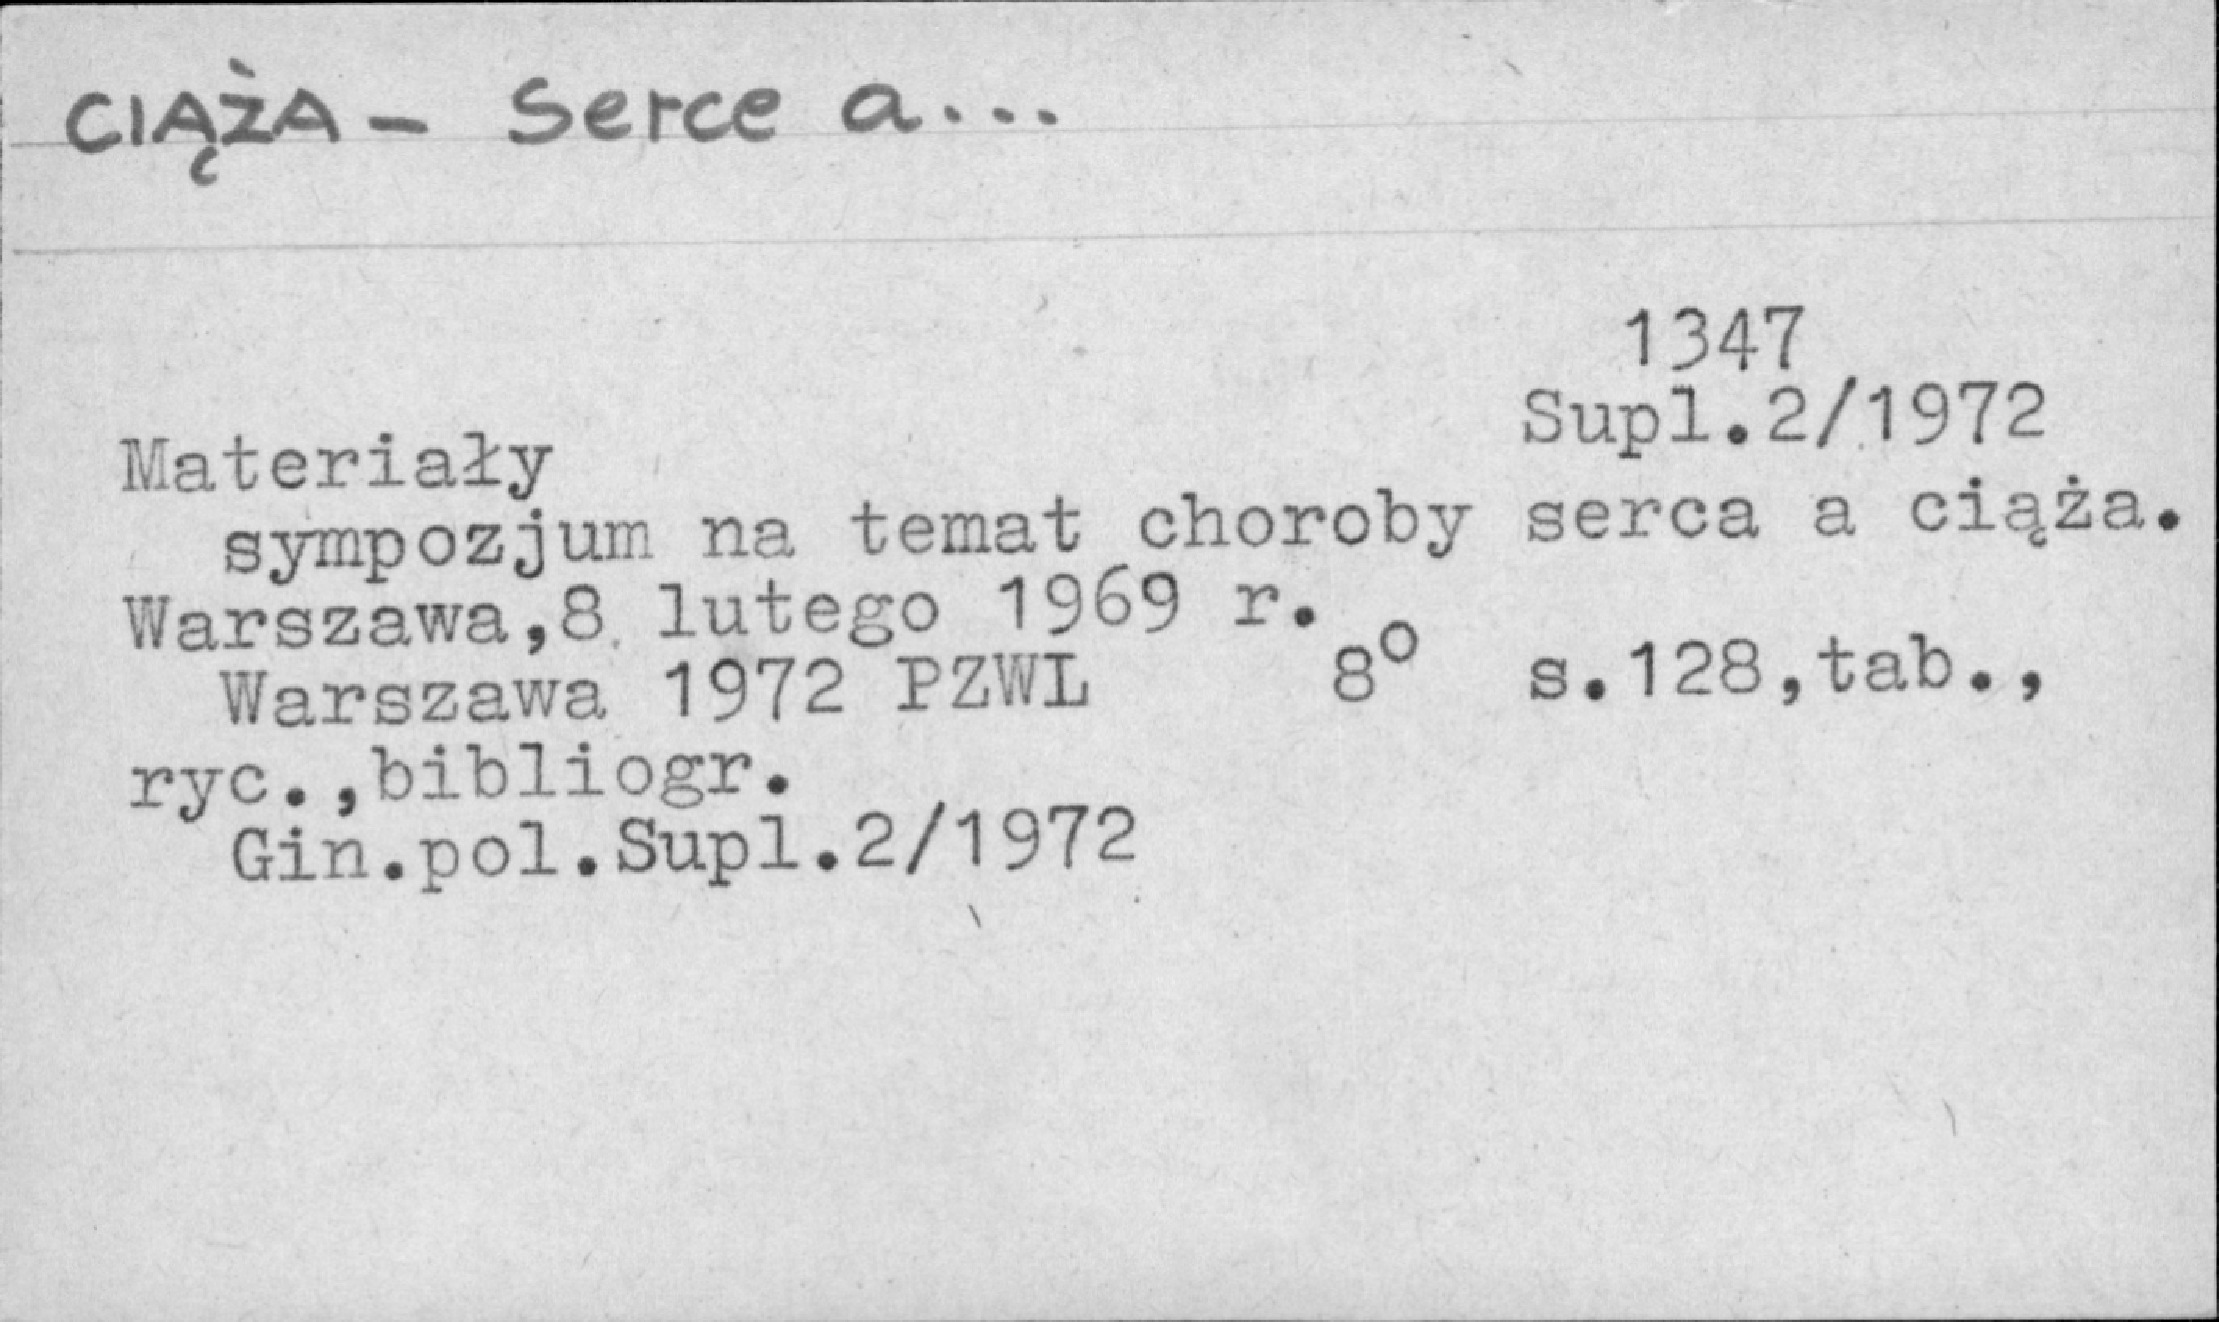 CIĄŻA - Serce a...
1347
Supl.2/1972
Materiały
sympozjum na temat choroby serca a ciąża.
Warszawa,8 lutego 1969 r.
Warszawa 1972 PZWL 8° s.128,tab.,
ryc.,bibliogr.
Gin.pol.Supl.2/1972